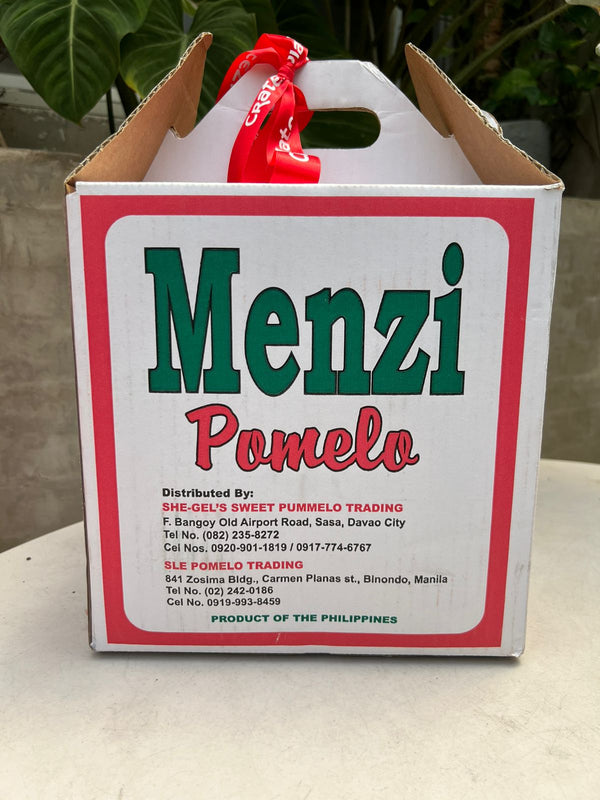 Crate
Menzi
Pomelo
Distributed By:
SHE-GEL'S SWEET PUMMELO TRADING
F. Bangoy Old Airport Road, Sasa, Davao City
Tel No. (082) 235-8272
Cel Nos. 0920-901-1819 / 0917-774-6767
SLE POMELO TRADING
841 Zosima Bldg., Carmen Planas st., Binondo, Manila
Tel No. (02) 242-0186
Cel No. 0919-993-8459
PRODUCT OF THE PHILIPPINES